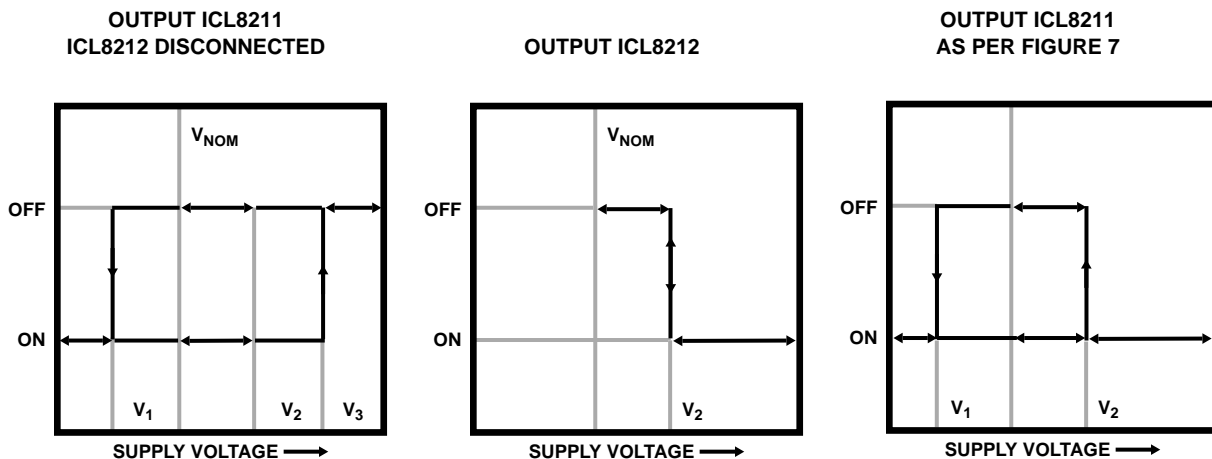 OUTPUT ICL8211
ICL8212 DISCONNECTED
V_NOM
OFF
ON
V_1
V_2
V_3
SUPPLY VOLTAGE
OUTPUT ICL8212
V_NOM
OFF
ON
V_2
SUPPLY VOLTAGE
OUTPUT ICL8211
AS PER FIGURE 7
OFF
ON
V_1
V_2
SUPPLY VOLTAGE